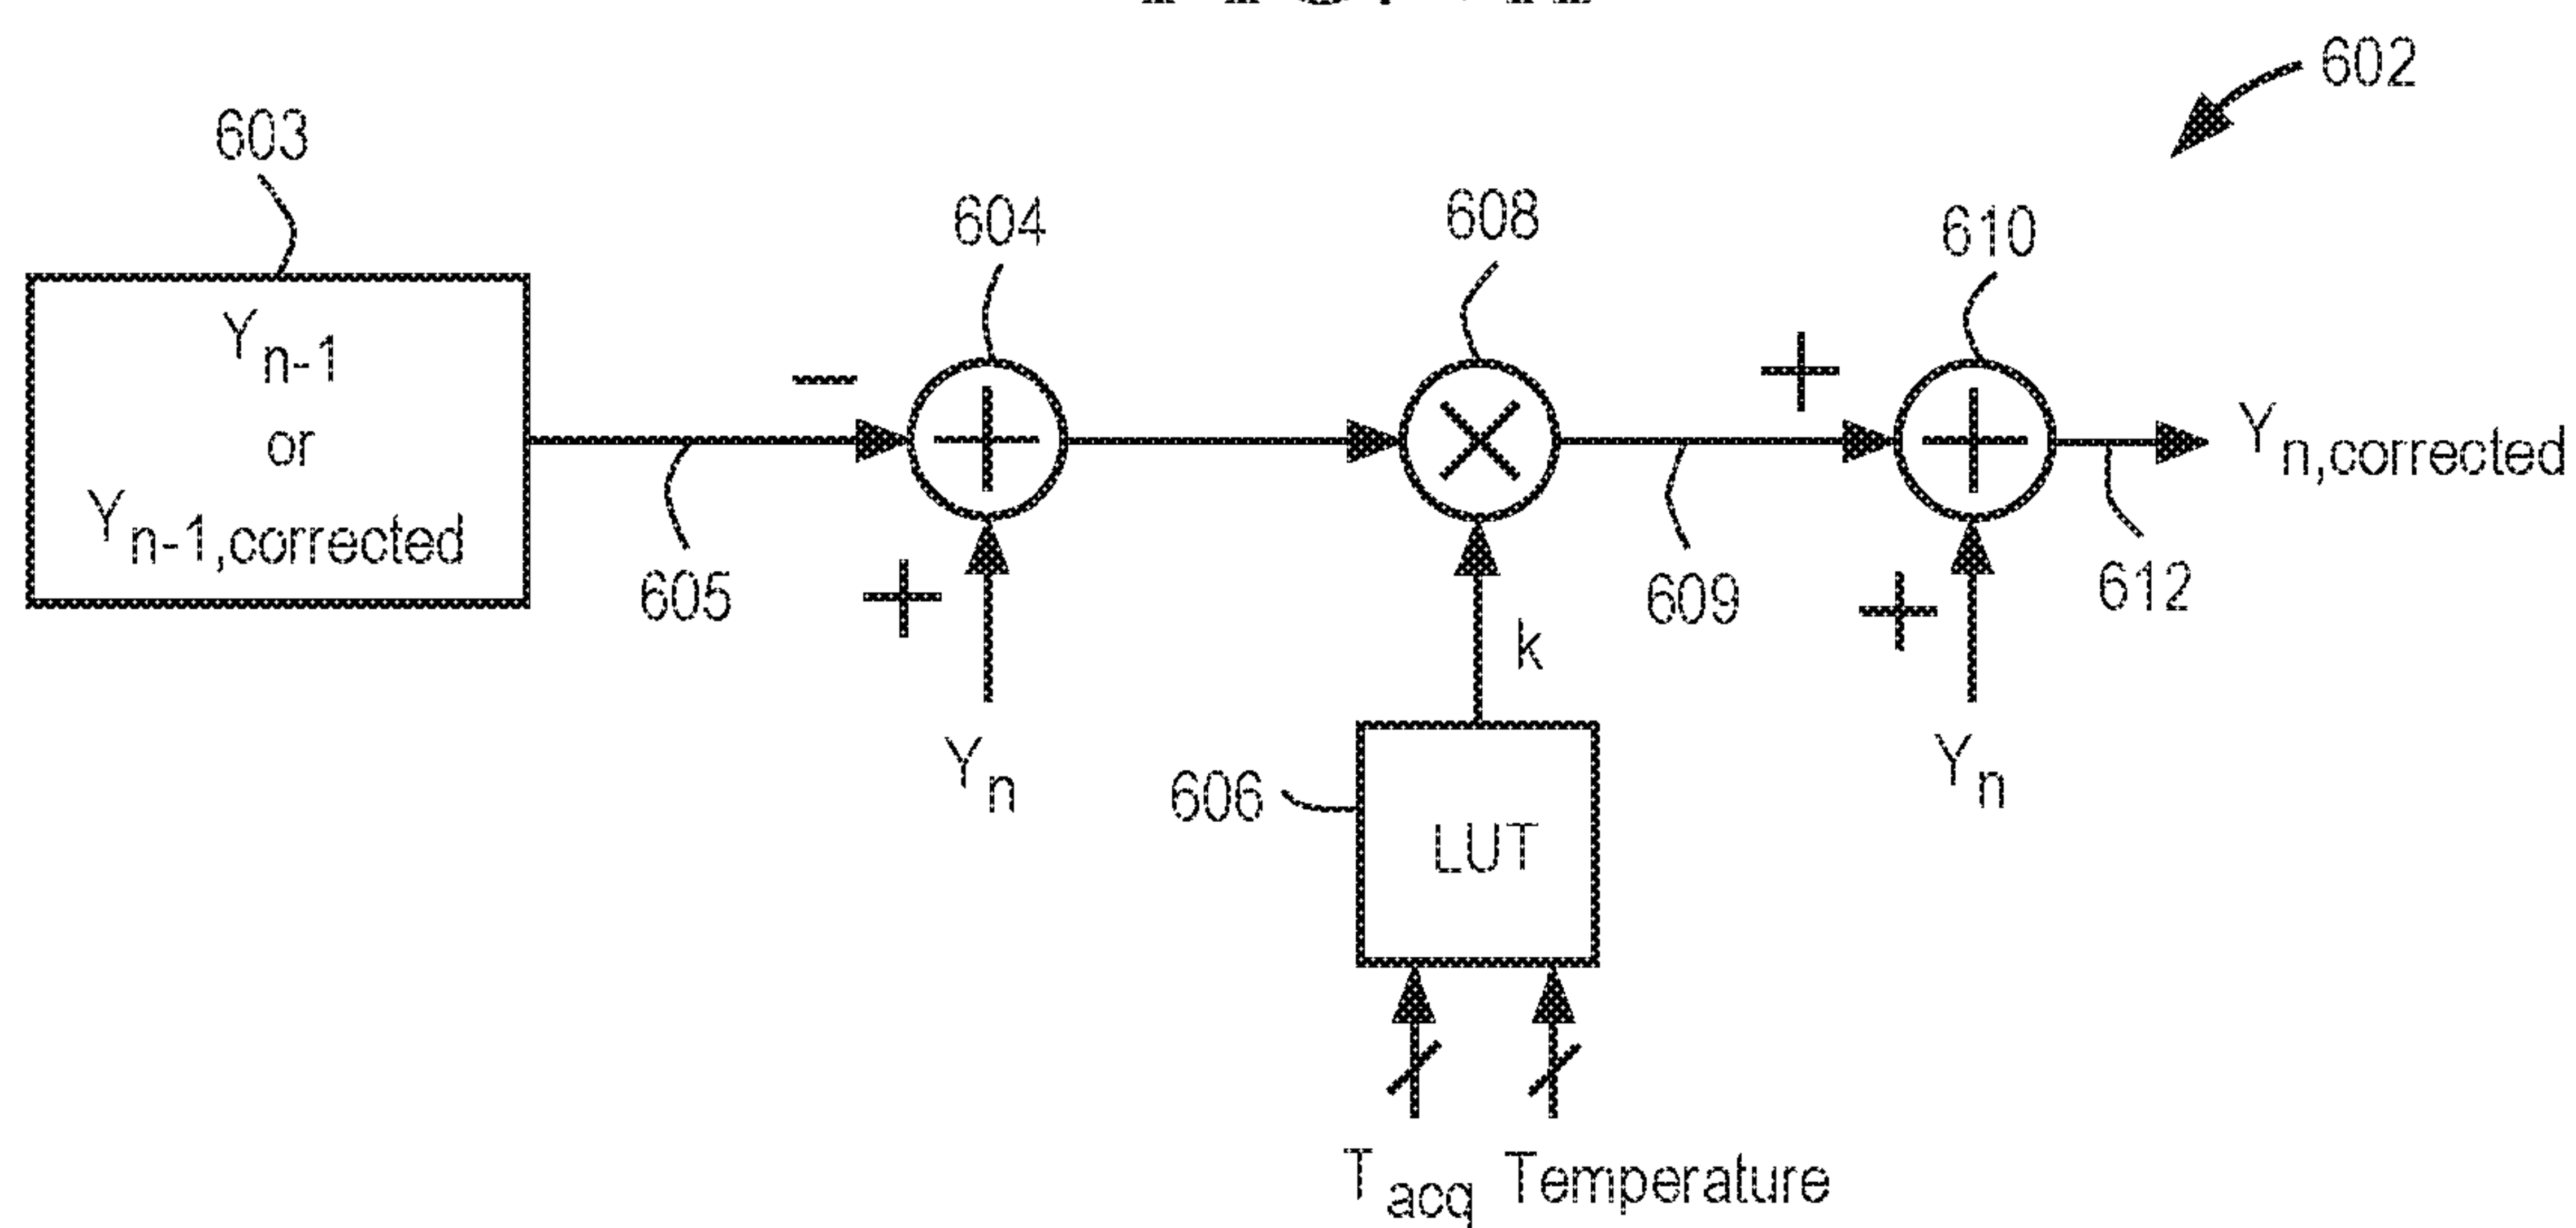 602
603
604
608
610
Y n-1
or
Y n-1,corrected
−
+
×
+
+
Y n,corrected
605
+
609
+
612
k
Y n
Y n
606
LUT
T acq Temperature